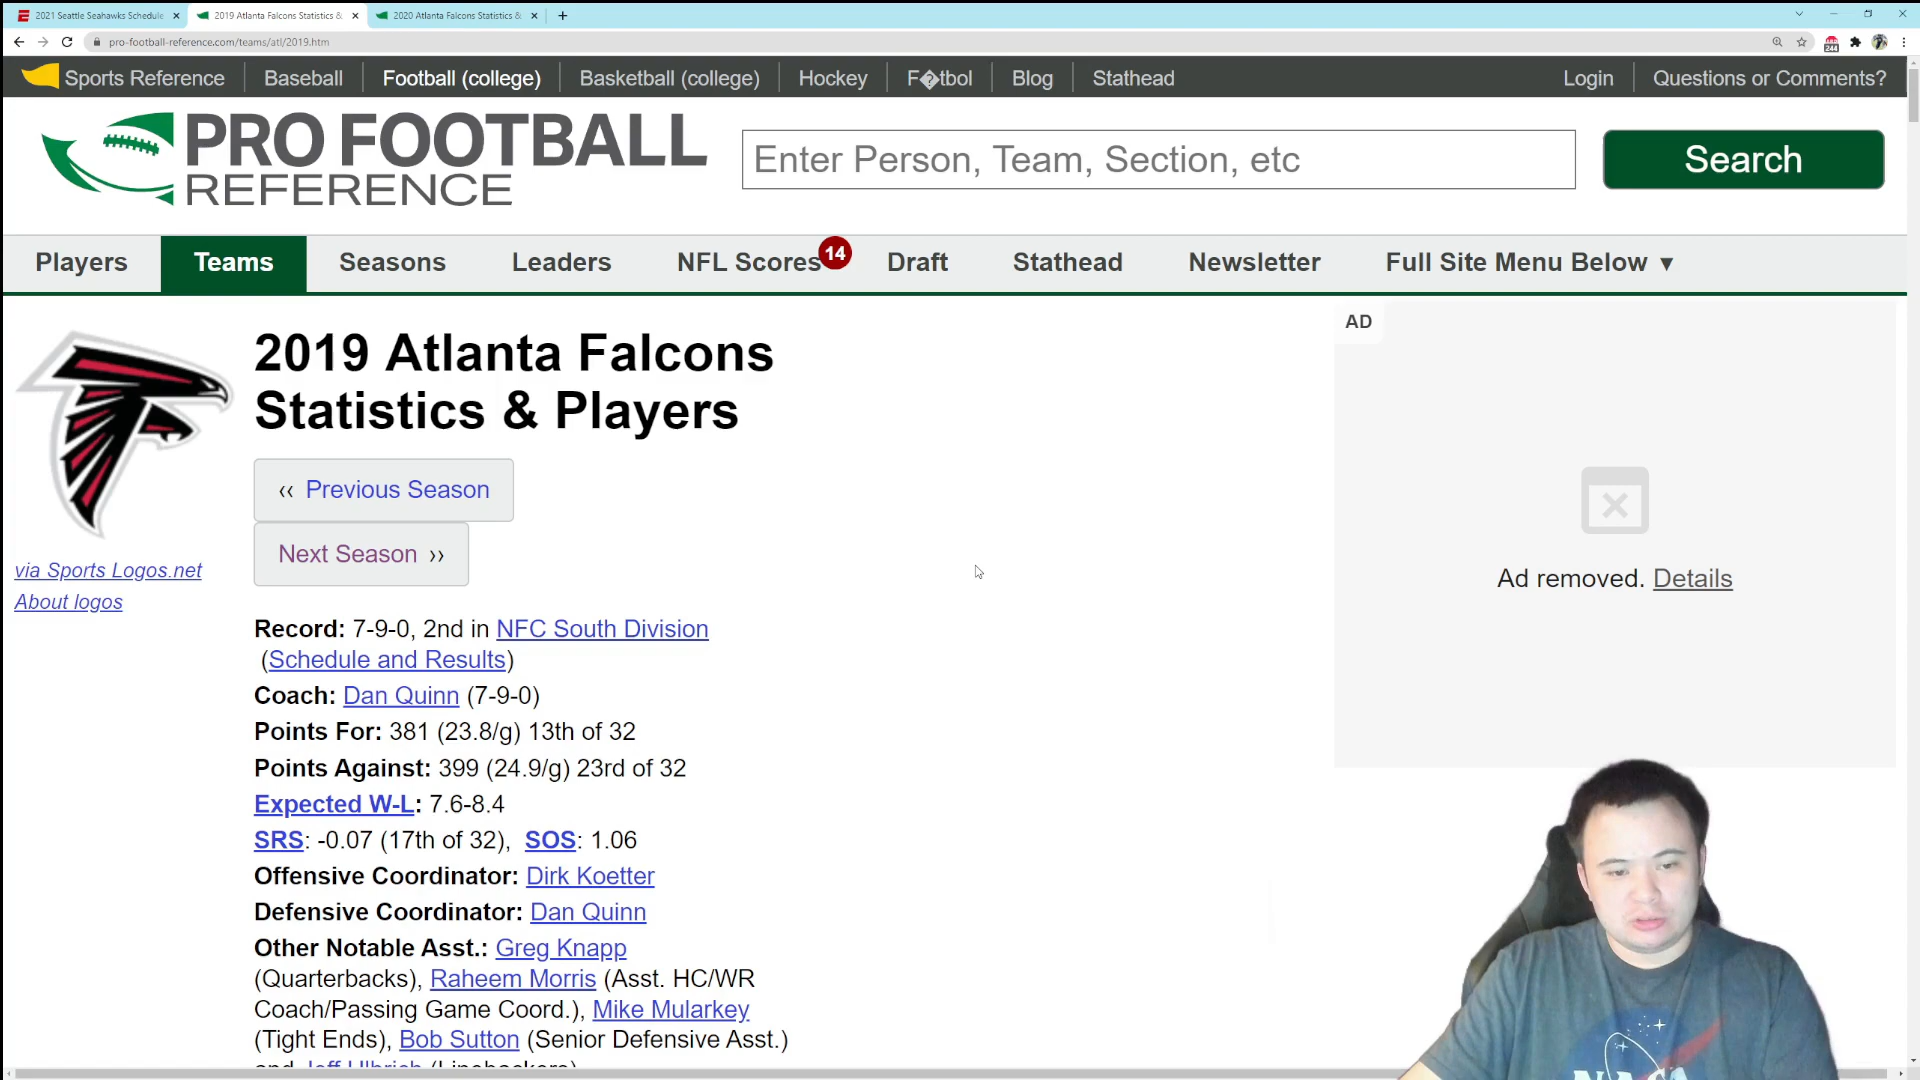 2021 Seattle Seahawks Schedule
2019 Atlanta Falcons Statistics &
2020 Atlanta Falcons Statistics &
pro-football-reference.com/teams/atl/2019.htm
244
Sports Reference
Baseball
Football (college)
Basketball (college)
Hockey
F�tbol
Blog
Stathead
Login
Questions or Comments?
PRO FOOTBALL
REFERENCE
Enter Person, Team, Section, etc
Search
Players
Teams
Seasons
Leaders
NFL Scores
14
Draft
Stathead
Newsletter
Full Site Menu Below ▼
AD
2019 Atlanta Falcons
Statistics & Players
‹‹ Previous Season
Next Season ››
via Sports Logos.net
About logos
Ad removed. Details
Record: 7-9-0, 2nd in NFC South Division
(Schedule and Results)
Coach: Dan Quinn (7-9-0)
Points For: 381 (23.8/g) 13th of 32
Points Against: 399 (24.9/g) 23rd of 32
Expected W-L: 7.6-8.4
SRS: -0.07 (17th of 32), SOS: 1.06
Offensive Coordinator: Dirk Koetter
Defensive Coordinator: Dan Quinn
Other Notable Asst.: Greg Knapp
(Quarterbacks), Raheem Morris (Asst. HC/WR
Coach/Passing Game Coord.), Mike Mularkey
(Tight Ends), Bob Sutton (Senior Defensive Asst.)
and Jeff Ulbrich (Linebackers)
NASA